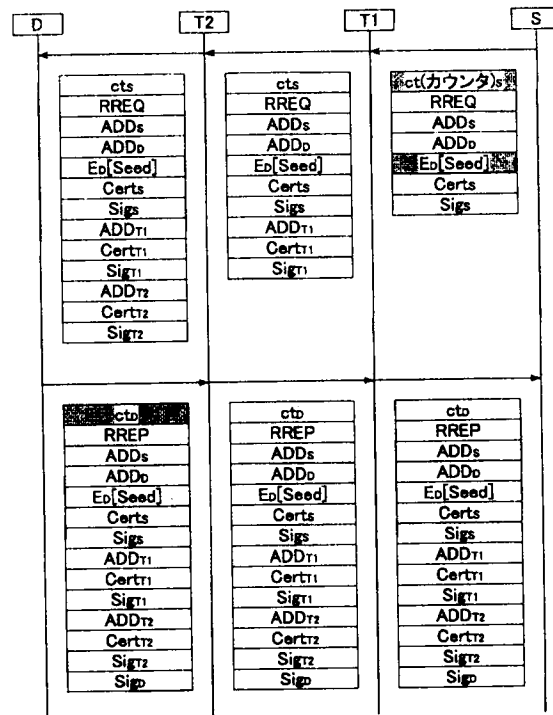 D T2 T1 S
ctS
RREQ
ADDS
ADDD
ED[Seed]
CertS
SigS
ADDT1
CertT1
SigT1
ADDT2
CertT2
SigT2
ctS
RREQ
ADDS
ADDD
ED[Seed]
CertS
SigS
ADDT1
CertT1
SigT1
ct(カウンタ)S
RREQ
ADDS
ADDD
ED[Seed]
CertS
SigS
ctD
RREP
ADDS
ADDD
ED[Seed]
CertS
SigS
ADDT1
CertT1
SigT1
ADDT2
CertT2
SigT2
SigD
ctD
RREP
ADDS
ADDD
ED[Seed]
CertS
SigS
ADDT1
CertT1
SigT1
ADDT2
CertT2
SigT2
SigD
ctD
RREP
ADDS
ADDD
ED[Seed]
CertS
SigS
ADDT1
CertT1
SigT1
ADDT2
CertT2
SigT2
SigD